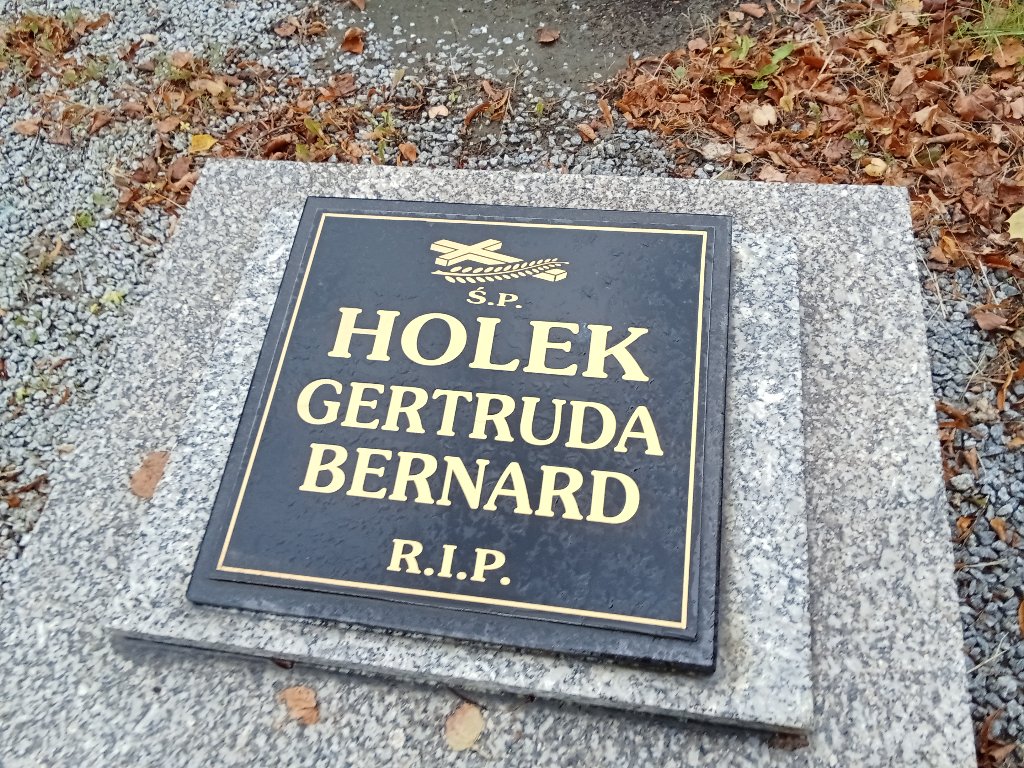 Ś.P.
HOLEK
GERTRUDA
BERNARD
R.I.P.